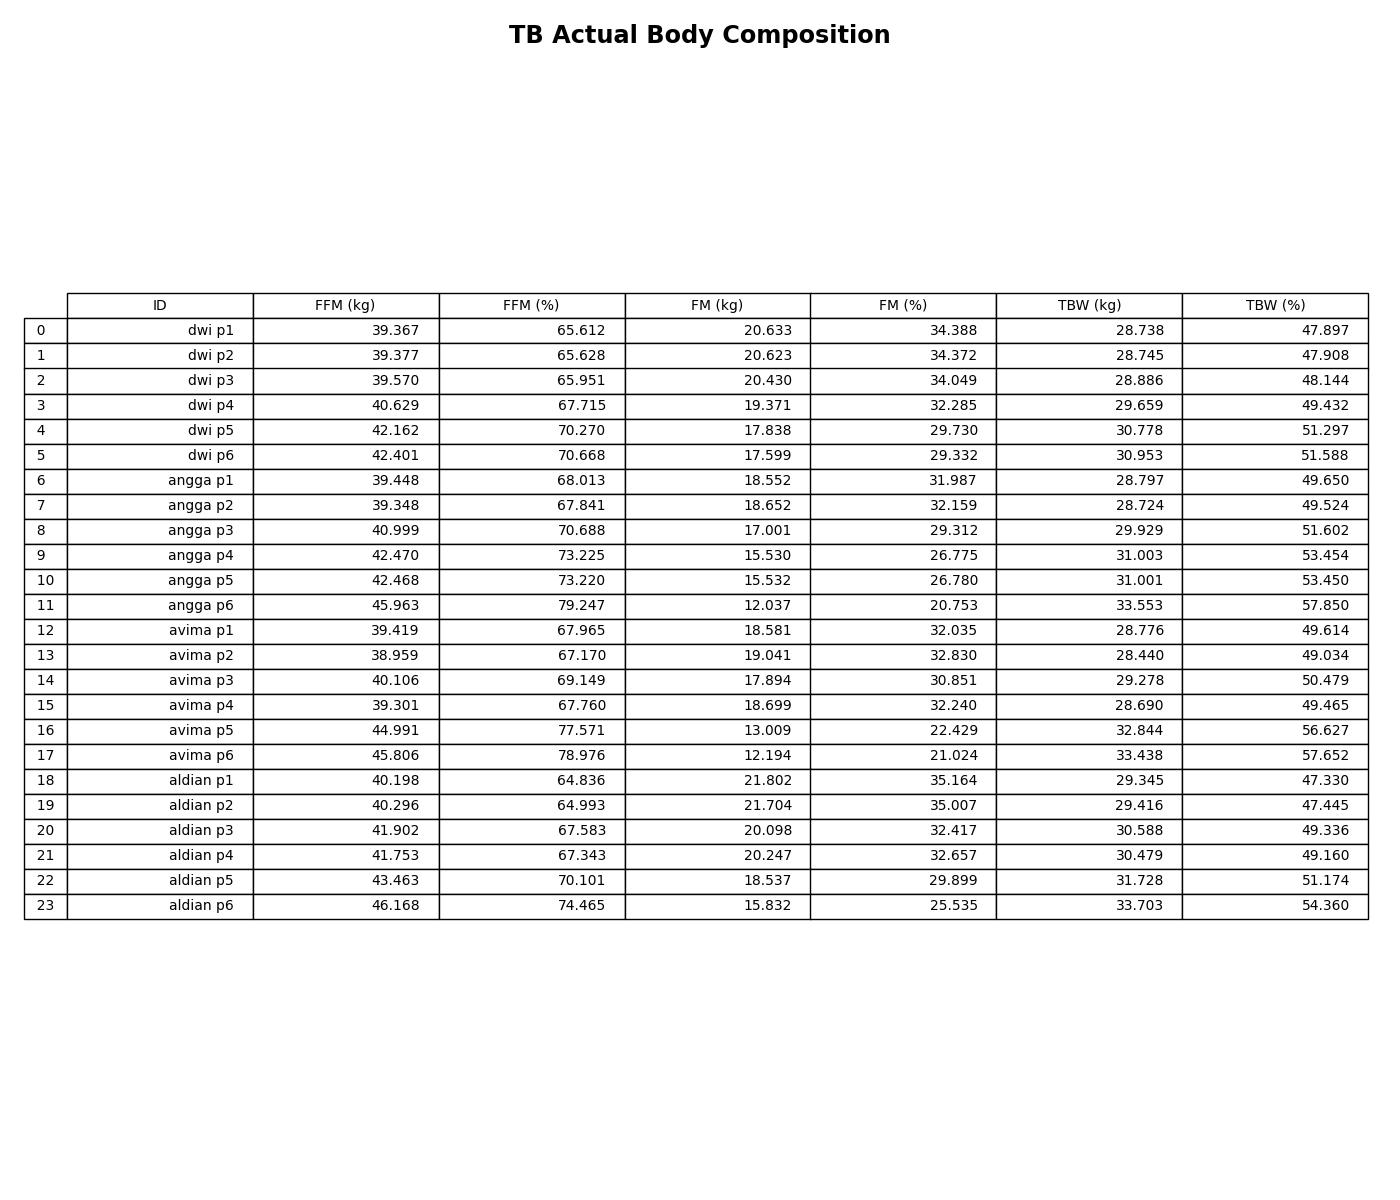 TB Actual Body Composition
ID FFM (kg) FFM (%) FM (kg) FM (%) TBW (kg) TBW (%)
0 dwi p1 39.367 65.612 20.633 34.388 28.738 47.897
1 dwi p2 39.377 65.628 20.623 34.372 28.745 47.908
2 dwi p3 39.570 65.951 20.430 34.049 28.886 48.144
3 dwi p4 40.629 67.715 19.371 32.285 29.659 49.432
4 dwi p5 42.162 70.270 17.838 29.730 30.778 51.297
5 dwi p6 42.401 70.668 17.599 29.332 30.953 51.588
6 angga p1 39.448 68.013 18.552 31.987 28.797 49.650
7 angga p2 39.348 67.841 18.652 32.159 28.724 49.524
8 angga p3 40.999 70.688 17.001 29.312 29.929 51.602
9 angga p4 42.470 73.225 15.530 26.775 31.003 53.454
10 angga p5 42.468 73.220 15.532 26.780 31.001 53.450
11 angga p6 45.963 79.247 12.037 20.753 33.553 57.850
12 avima p1 39.419 67.965 18.581 32.035 28.776 49.614
13 avima p2 38.959 67.170 19.041 32.830 28.440 49.034
14 avima p3 40.106 69.149 17.894 30.851 29.278 50.479
15 avima p4 39.301 67.760 18.699 32.240 28.690 49.465
16 avima p5 44.991 77.571 13.009 22.429 32.844 56.627
17 avima p6 45.806 78.976 12.194 21.024 33.438 57.652
18 aldian p1 40.198 64.836 21.802 35.164 29.345 47.330
19 aldian p2 40.296 64.993 21.704 35.007 29.416 47.445
20 aldian p3 41.902 67.583 20.098 32.417 30.588 49.336
21 aldian p4 41.753 67.343 20.247 32.657 30.479 49.160
22 aldian p5 43.463 70.101 18.537 29.899 31.728 51.174
23 aldian p6 46.168 74.465 15.832 25.535 33.703 54.360